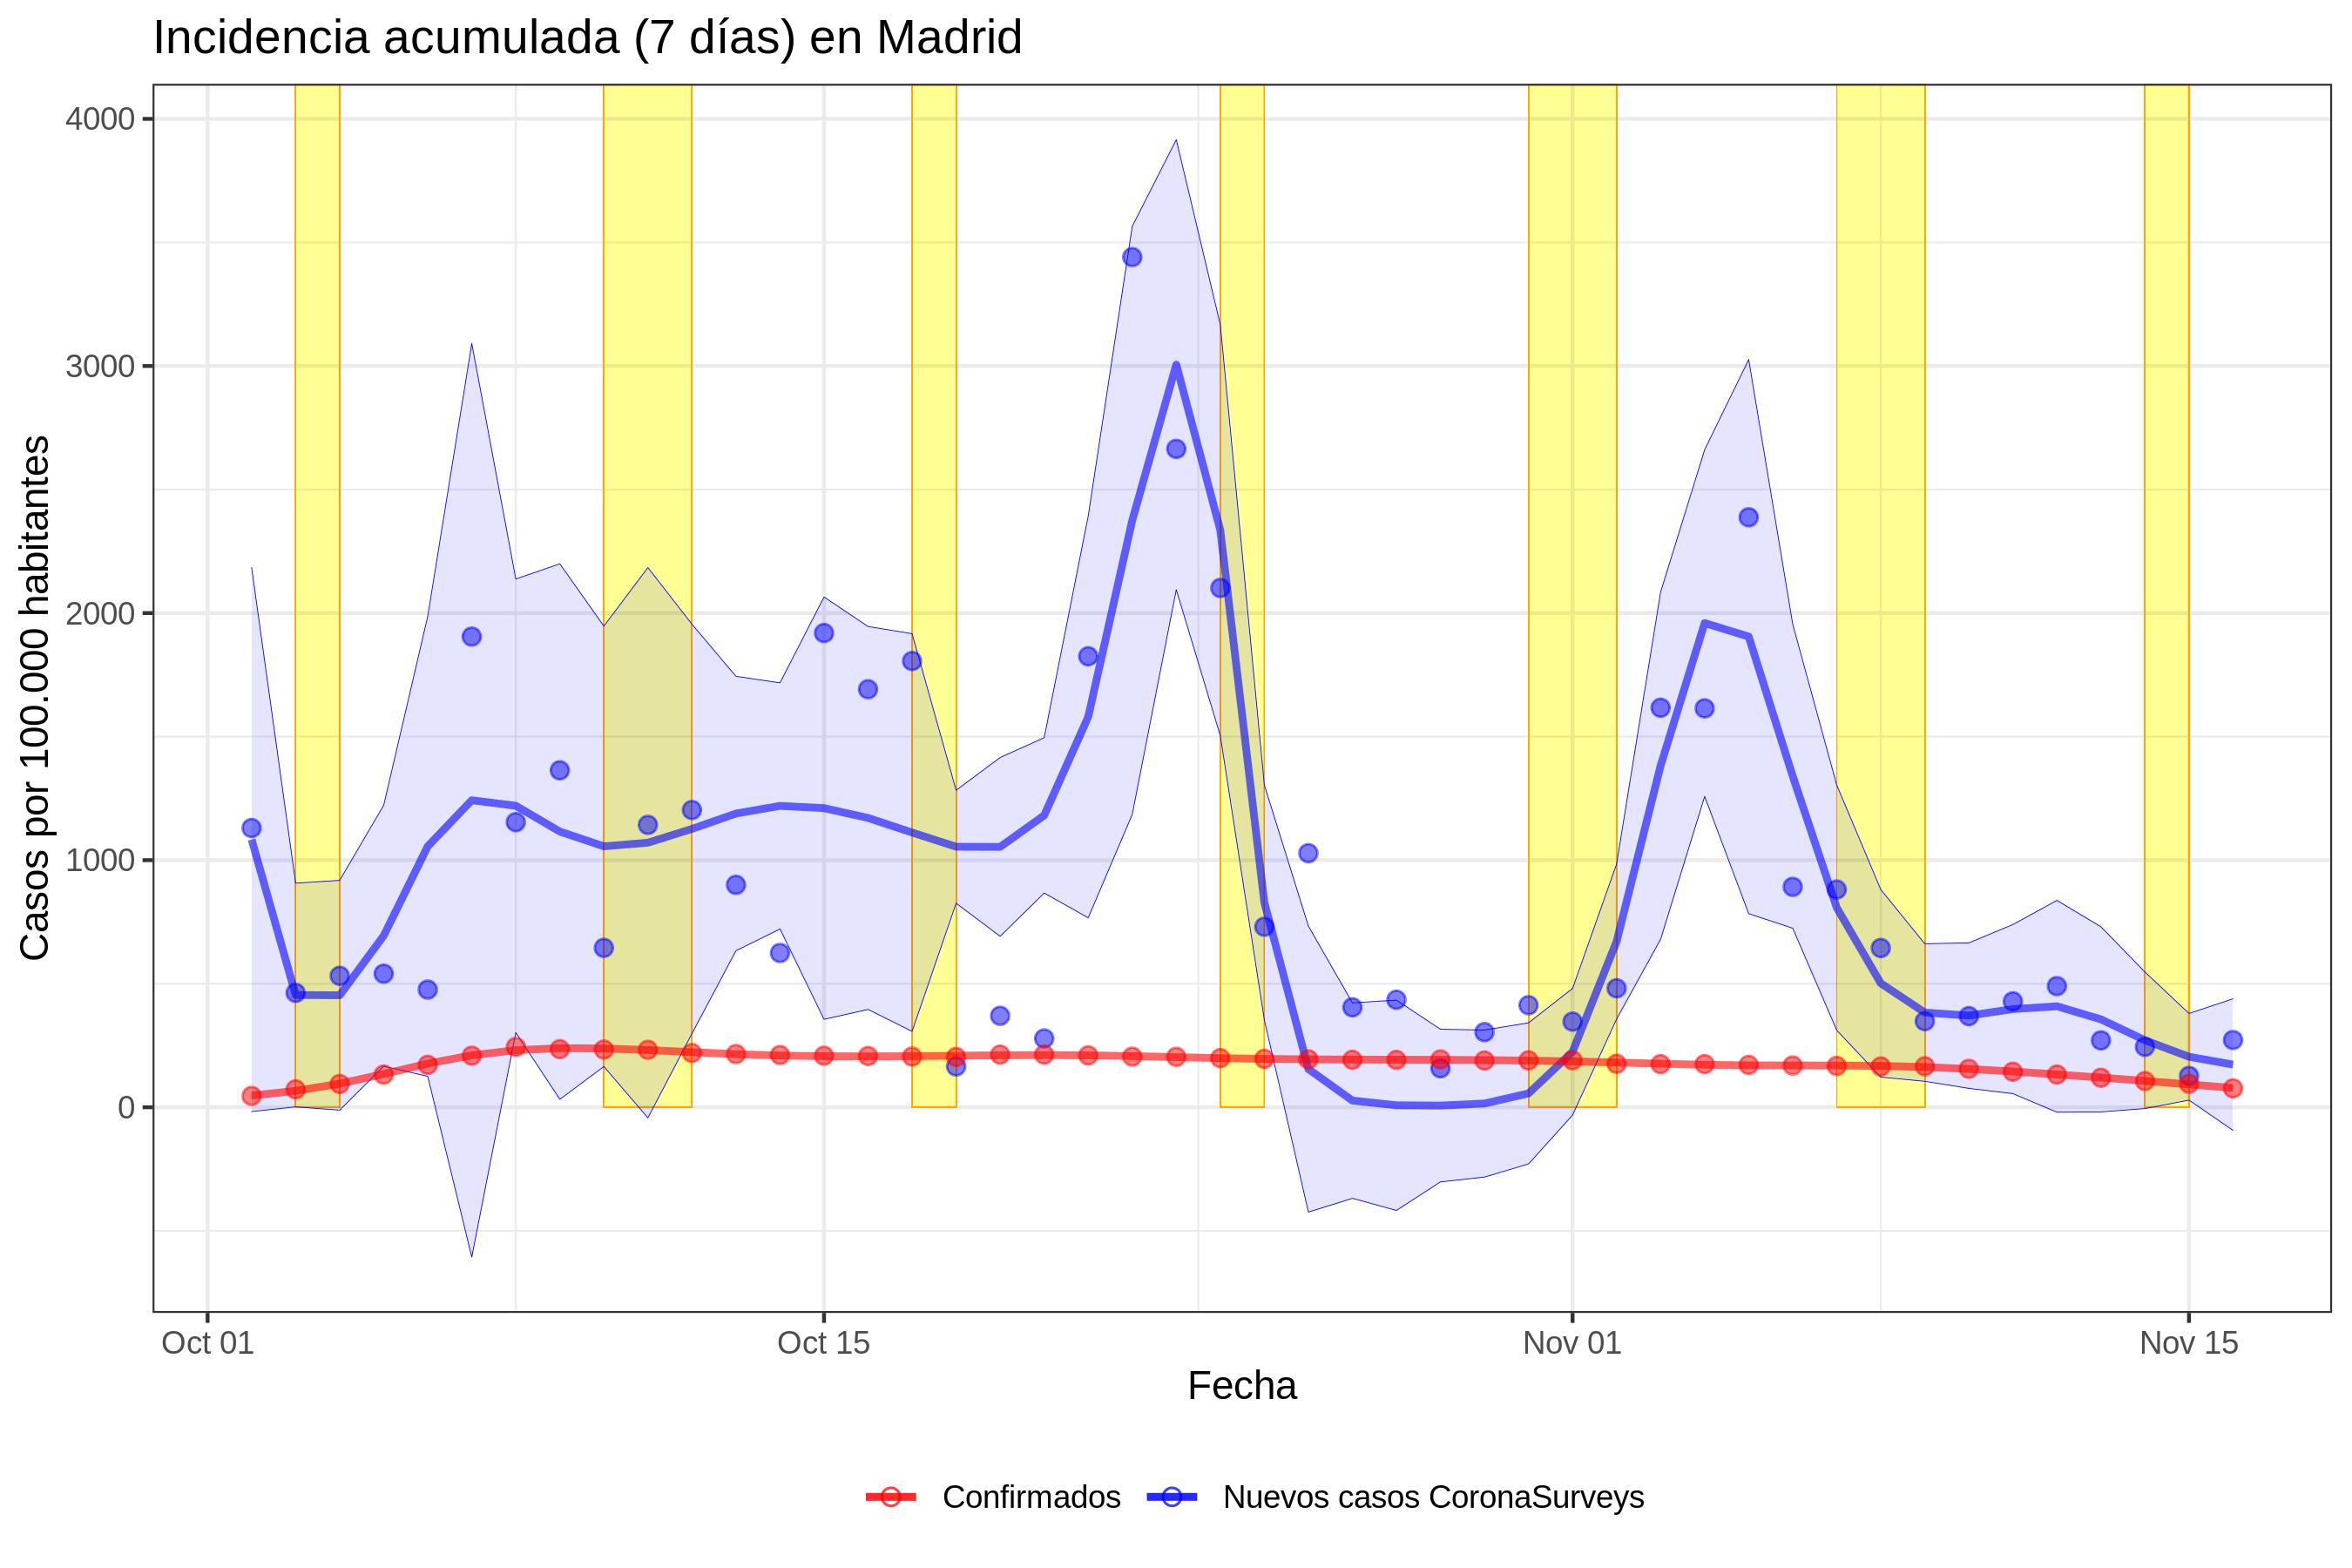 Incidencia acumulada (7 días) en Madrid
Casos por 100.000 habitantes
4000
3000
2000
1000
0
Oct 01 Oct 15 Nov 01 Nov 15
Fecha
Confirmados Nuevos casos CoronaSurveys